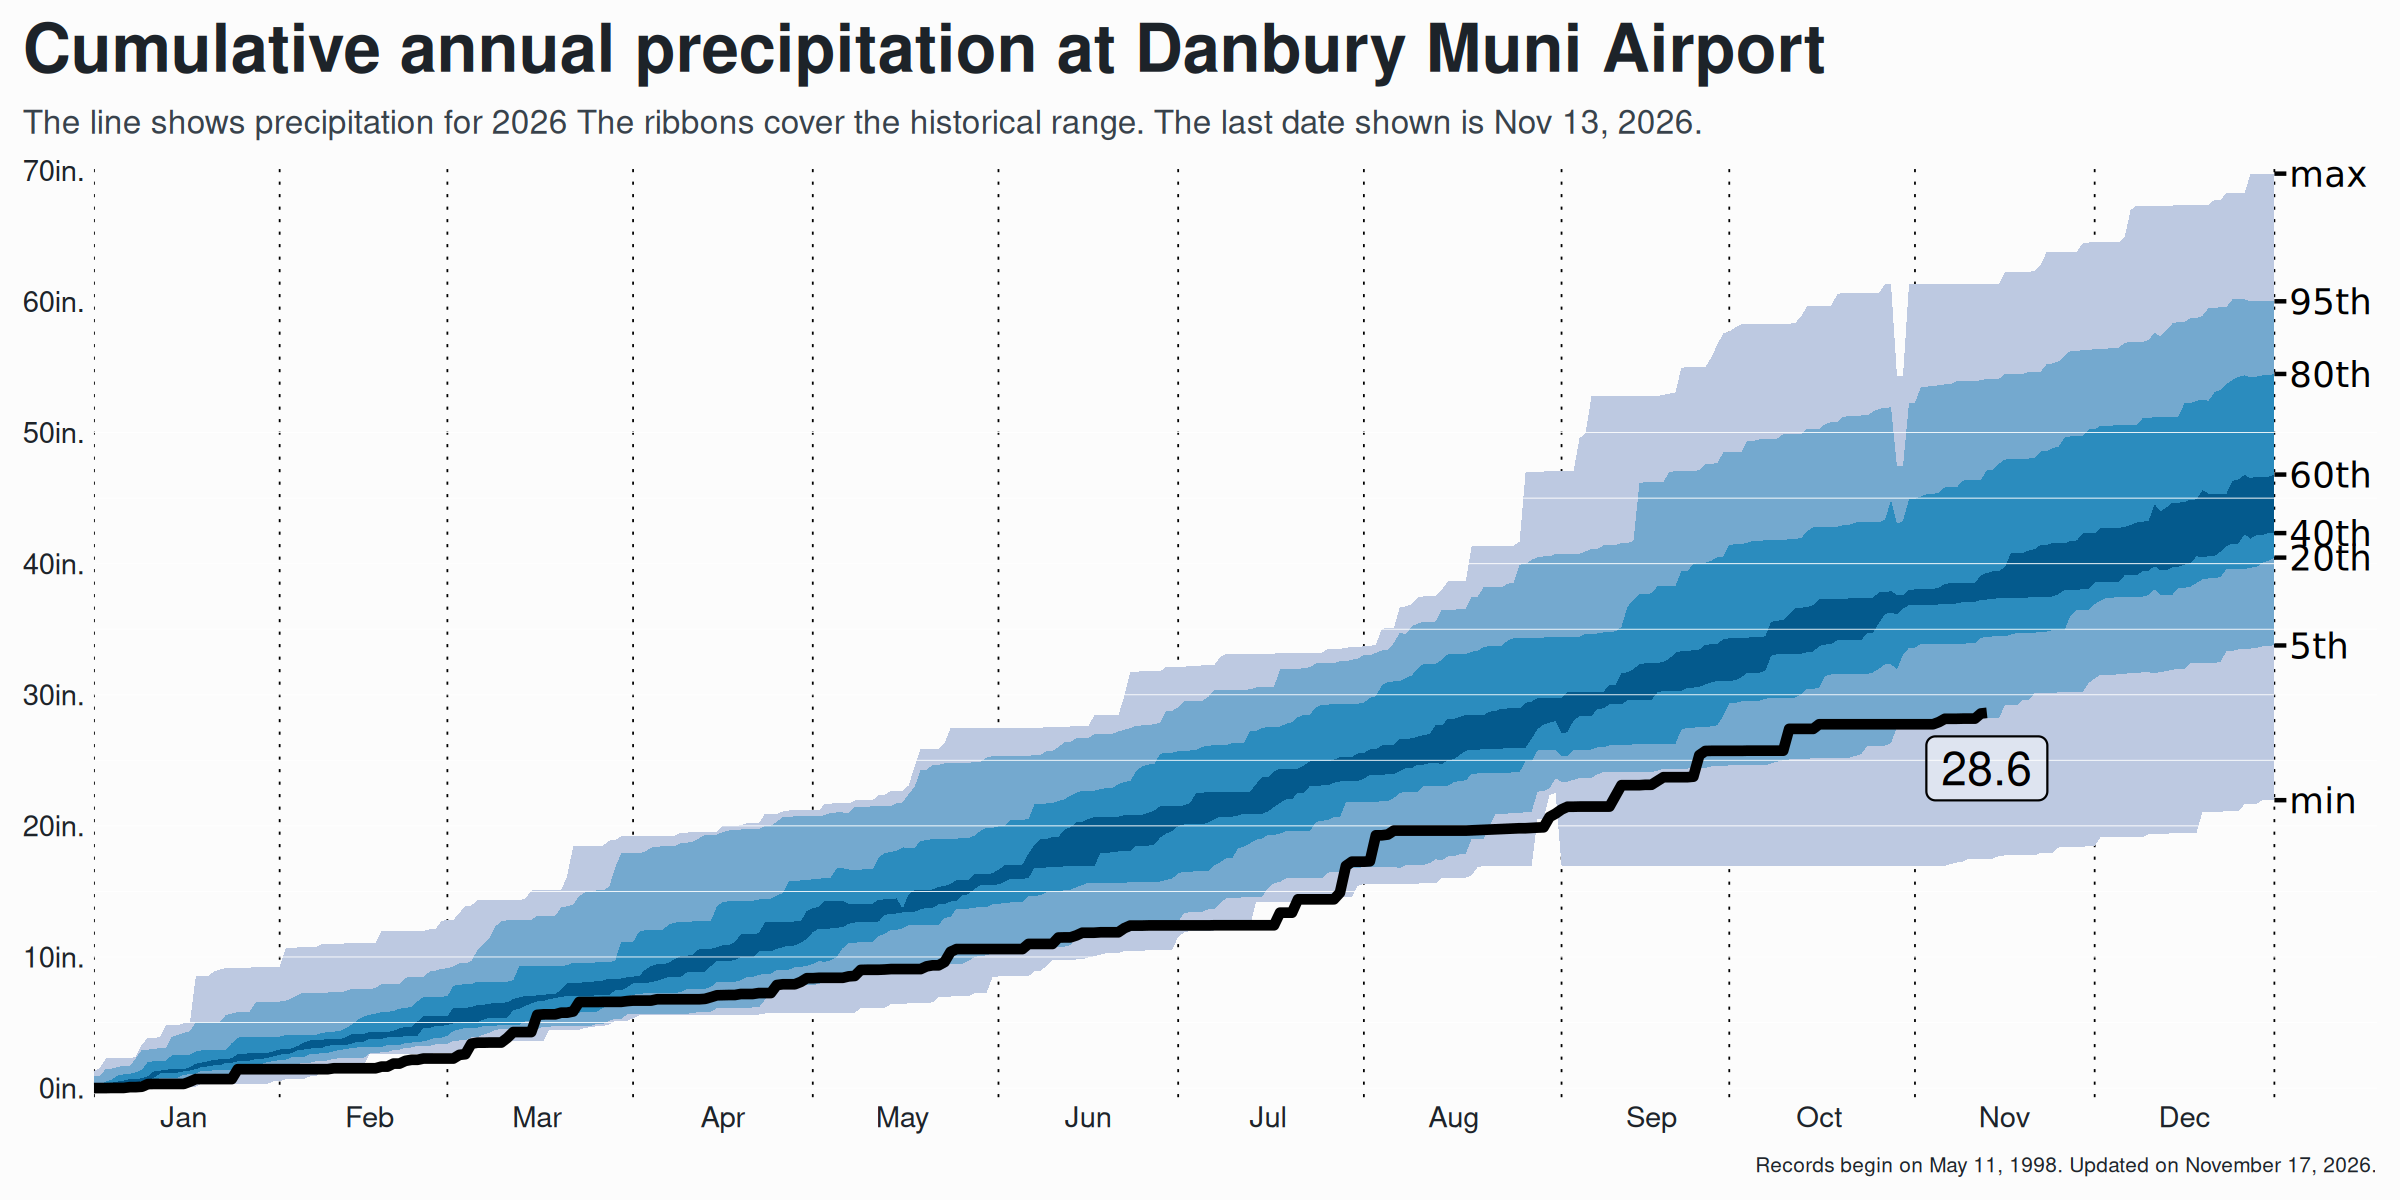 Cumulative annual precipitation at Danbury Muni Airport
The line shows precipitation for 2026 The ribbons cover the historical range. The last date shown is Nov 13, 2026.
70in.
60in.
50in.
40in.
30in.
20in.
10in.
0in.
max
95th
80th
60th
40th
20th
5th
min
28.6
Jan Feb Mar Apr May Jun Jul Aug Sep Oct Nov Dec
Records begin on May 11, 1998. Updated on November 17, 2026.